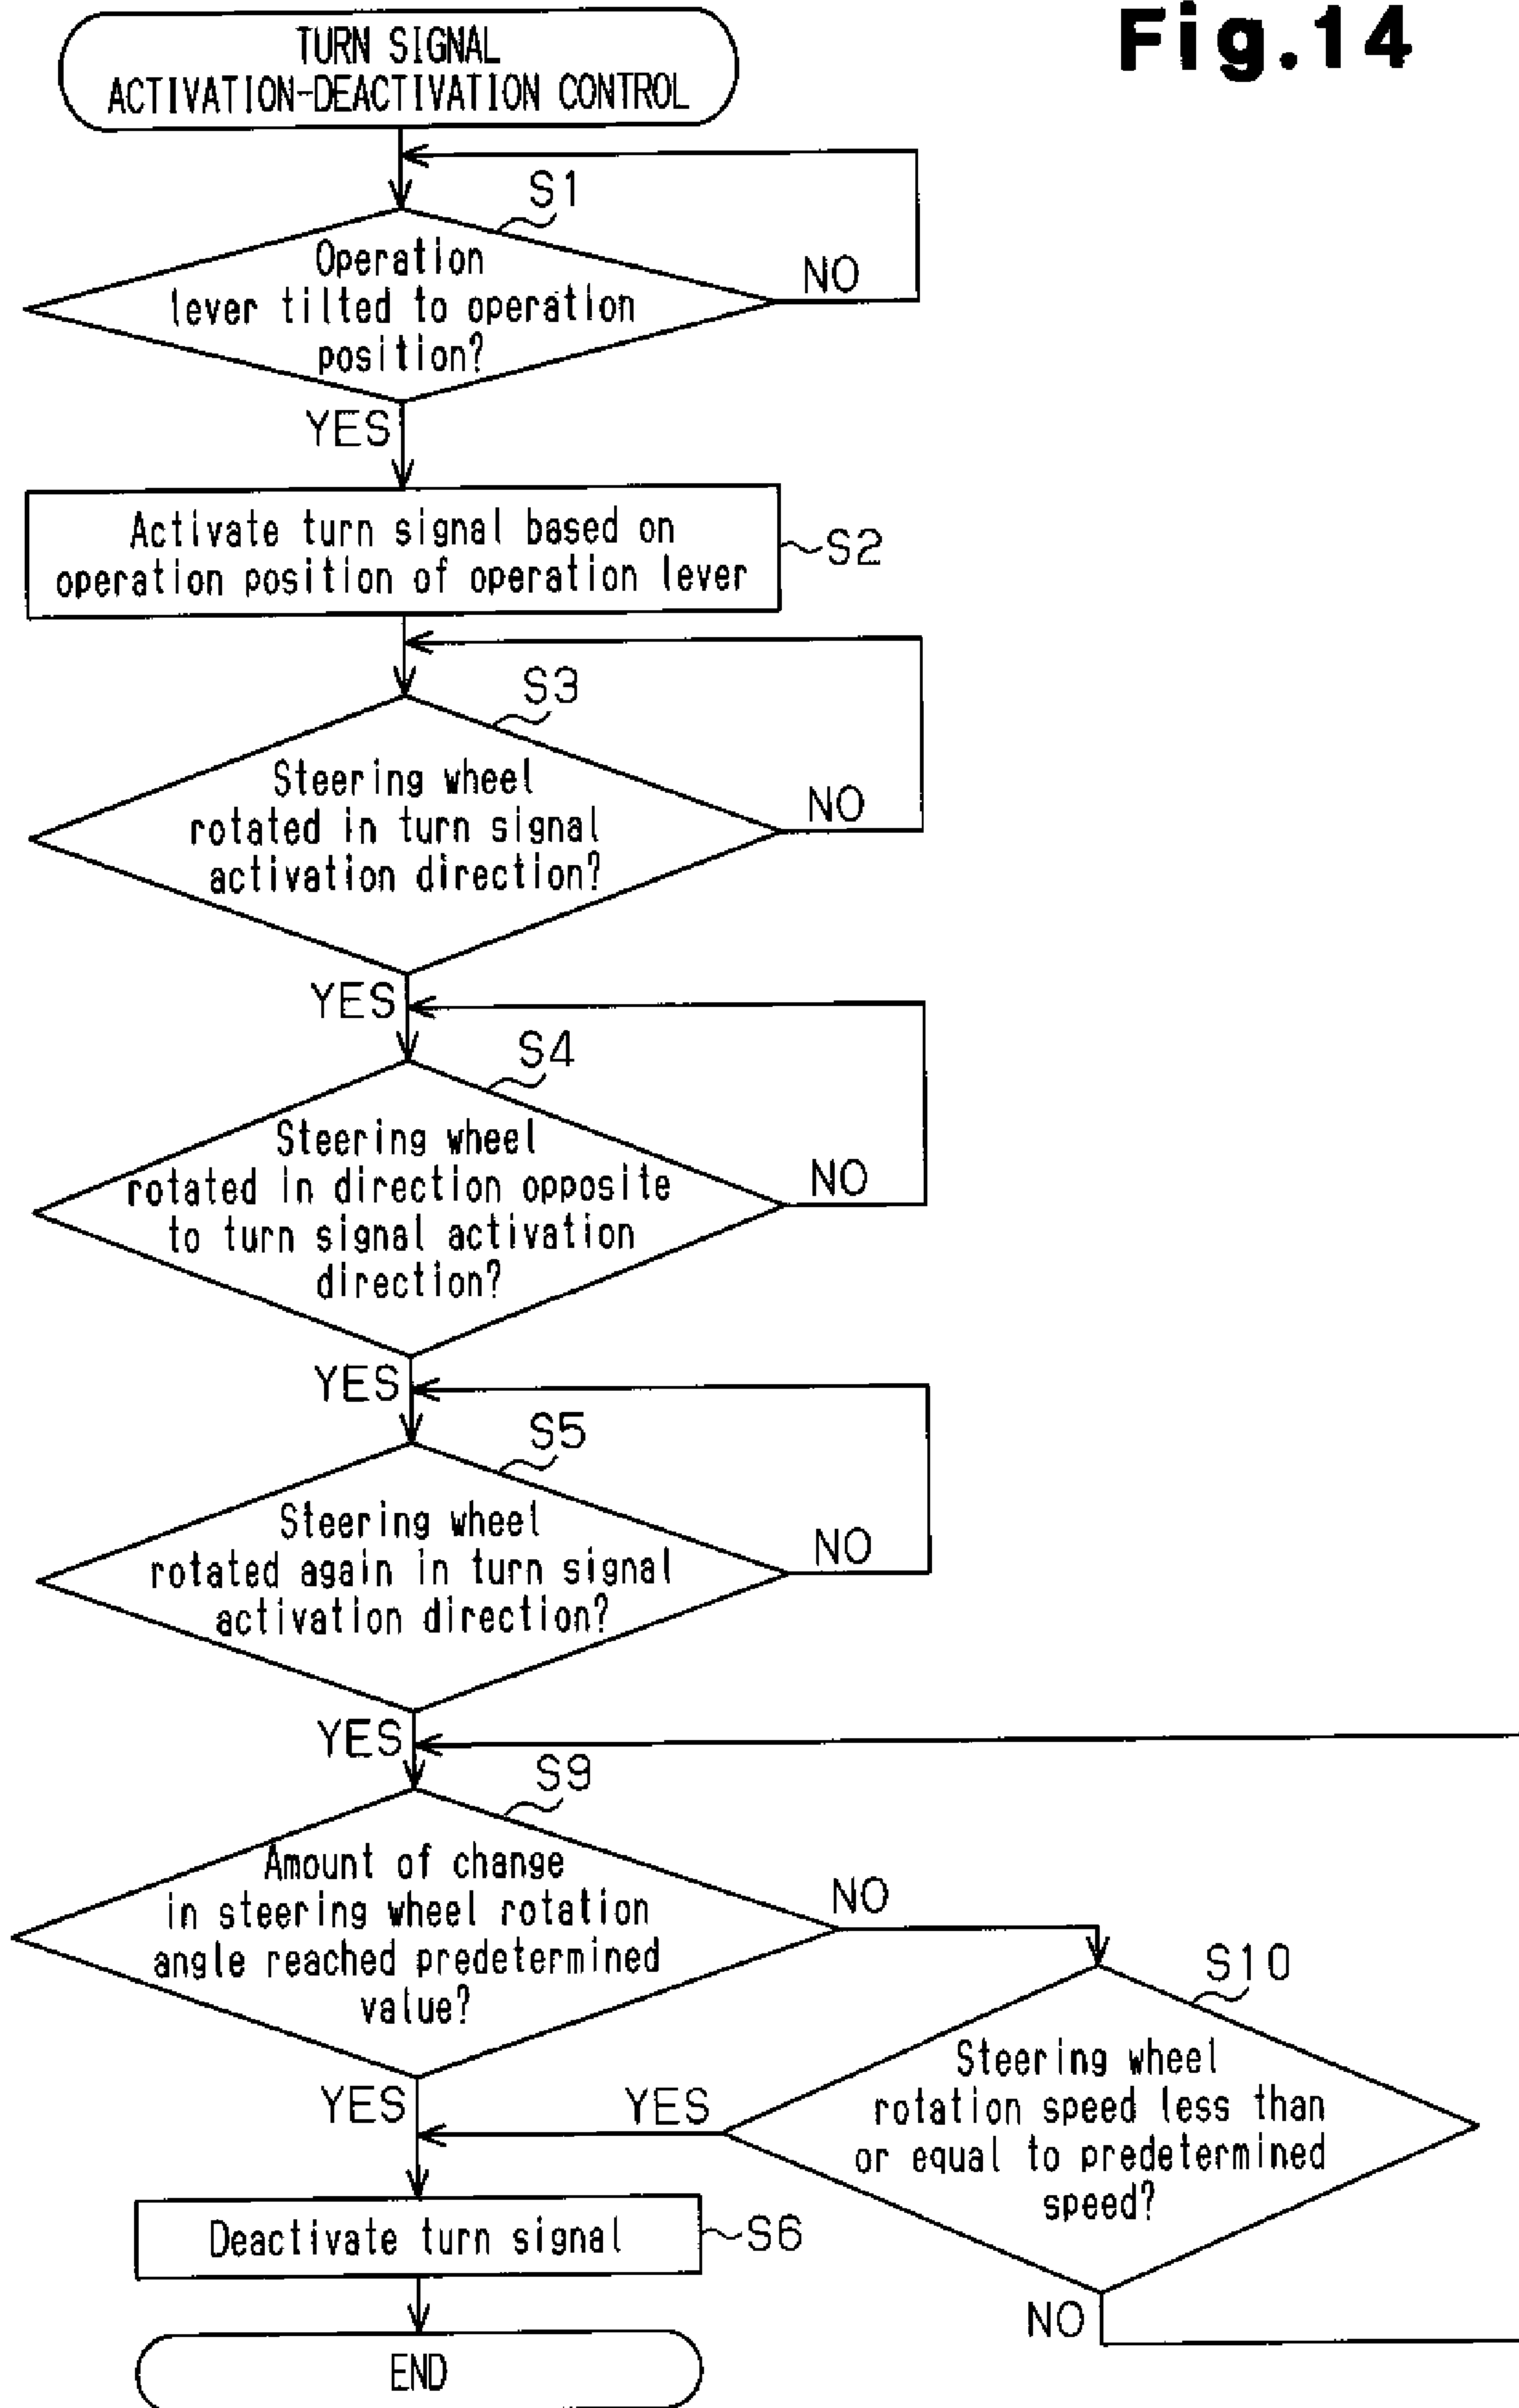 Fig.14
TURN SIGNAL
ACTIVATION-DEACTIVATION CONTROL
S1
Operation
lever tilted to operation
position?
NO
YES
Activate turn signal based on
operation position of operation lever
S2
S3
Steering wheel
rotated in turn signal
activation direction?
NO
YES
S4
Steering wheel
rotated in direction opposite
to turn signal activation
direction?
NO
YES
S5
Steering wheel
rotated again in turn signal
activation direction?
NO
YES
S9
Amount of change
in steering wheel rotation
angle reached predetermined
value?
NO
YES
S10
Steering wheel
rotation speed less than
or equal to predetermined
speed?
YES
NO
Deactivate turn signal
S6
END